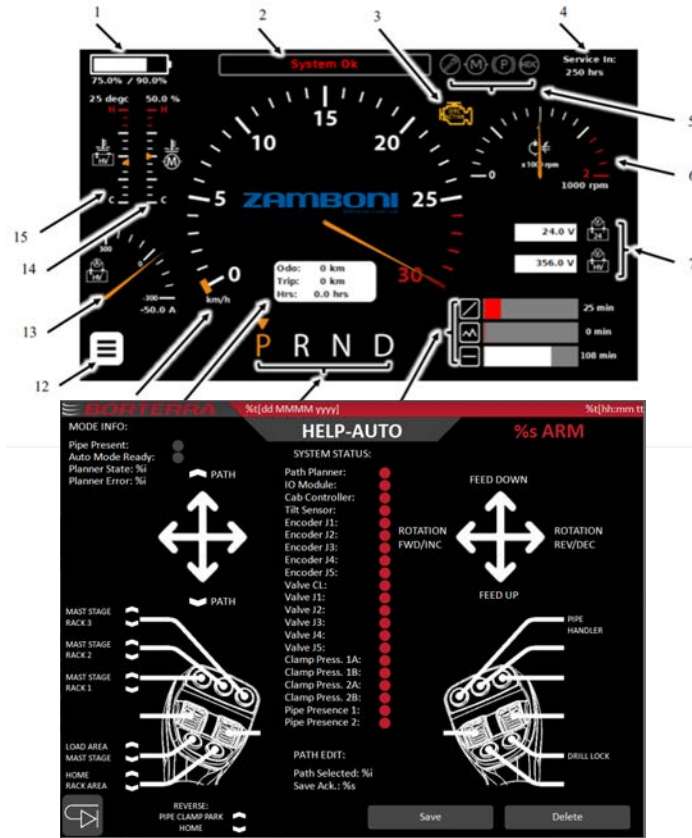 1
2
3
4
System Ok
Service In:
250 hrs
75.0% / 90.0%
25 degc 50.0 %
H H
C C
HV
M
M
P
HDC
5
6
7
15
14
13
12
0
5
10
15
20
25
30
km/h
ZAMBONI
0
2
x1000 rpm
1000 rpm
24.0 V
24
356.0 V
HV
300
0
-300
-50.0 A
HV
Odo: 0 km
Trip: 0 km
Hrs: 0.0 hrs
P R N D
25 min
0 min
108 min
BORTERRA
%t[dd MMMM yyyy]
%t[hh:mm tt
MODE INFO:
HELP-AUTO
%s ARM
Pipe Present:
Auto Mode Ready:
Planner State: %i
Planner Error: %i
PATH
PATH
SYSTEM STATUS:
Path Planner:
IO Module:
Cab Controller:
Tilt Sensor:
Encoder J1:
Encoder J2:
Encoder J3:
Encoder J4:
Encoder J5:
Valve CL:
Valve J1:
Valve J2:
Valve J3:
Valve J4:
Valve J5:
Clamp Press. 1A:
Clamp Press. 1B:
Clamp Press. 2A:
Clamp Press. 2B:
Pipe Presence 1:
Pipe Presence 2:
FEED DOWN
ROTATION
FWD/INC
ROTATION
REV/DEC
FEED UP
MAST STAGE
RACK 3
MAST STAGE
RACK 2
MAST STAGE
RACK 1
LOAD AREA
MAST STAGE
HOME
RACK AREA
PIPE
HANDLER
DRILL LOCK
PATH EDIT:
Path Selected: %i
Save Ack.: %s
REVERSE:
PIPE CLAMP PARK
HOME
Save
Delete